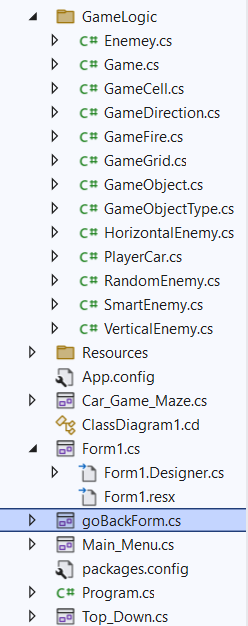 GameLogic
C# Enemey.cs
C# Game.cs
C# GameCell.cs
C# GameDirection.cs
C# GameFire.cs
C# GameGrid.cs
C# GameObject.cs
C# GameObjectType.cs
C# HorizontalEnemy.cs
C# PlayerCar.cs
C# RandomEnemy.cs
C# SmartEnemy.cs
C# VerticalEnemy.cs
Resources
App.config
Car_Game_Maze.cs
ClassDiagram1.cd
Form1.cs
Form1.Designer.cs
Form1.resx
goBackForm.cs
Main_Menu.cs
packages.config
C# Program.cs
Top_Down.cs